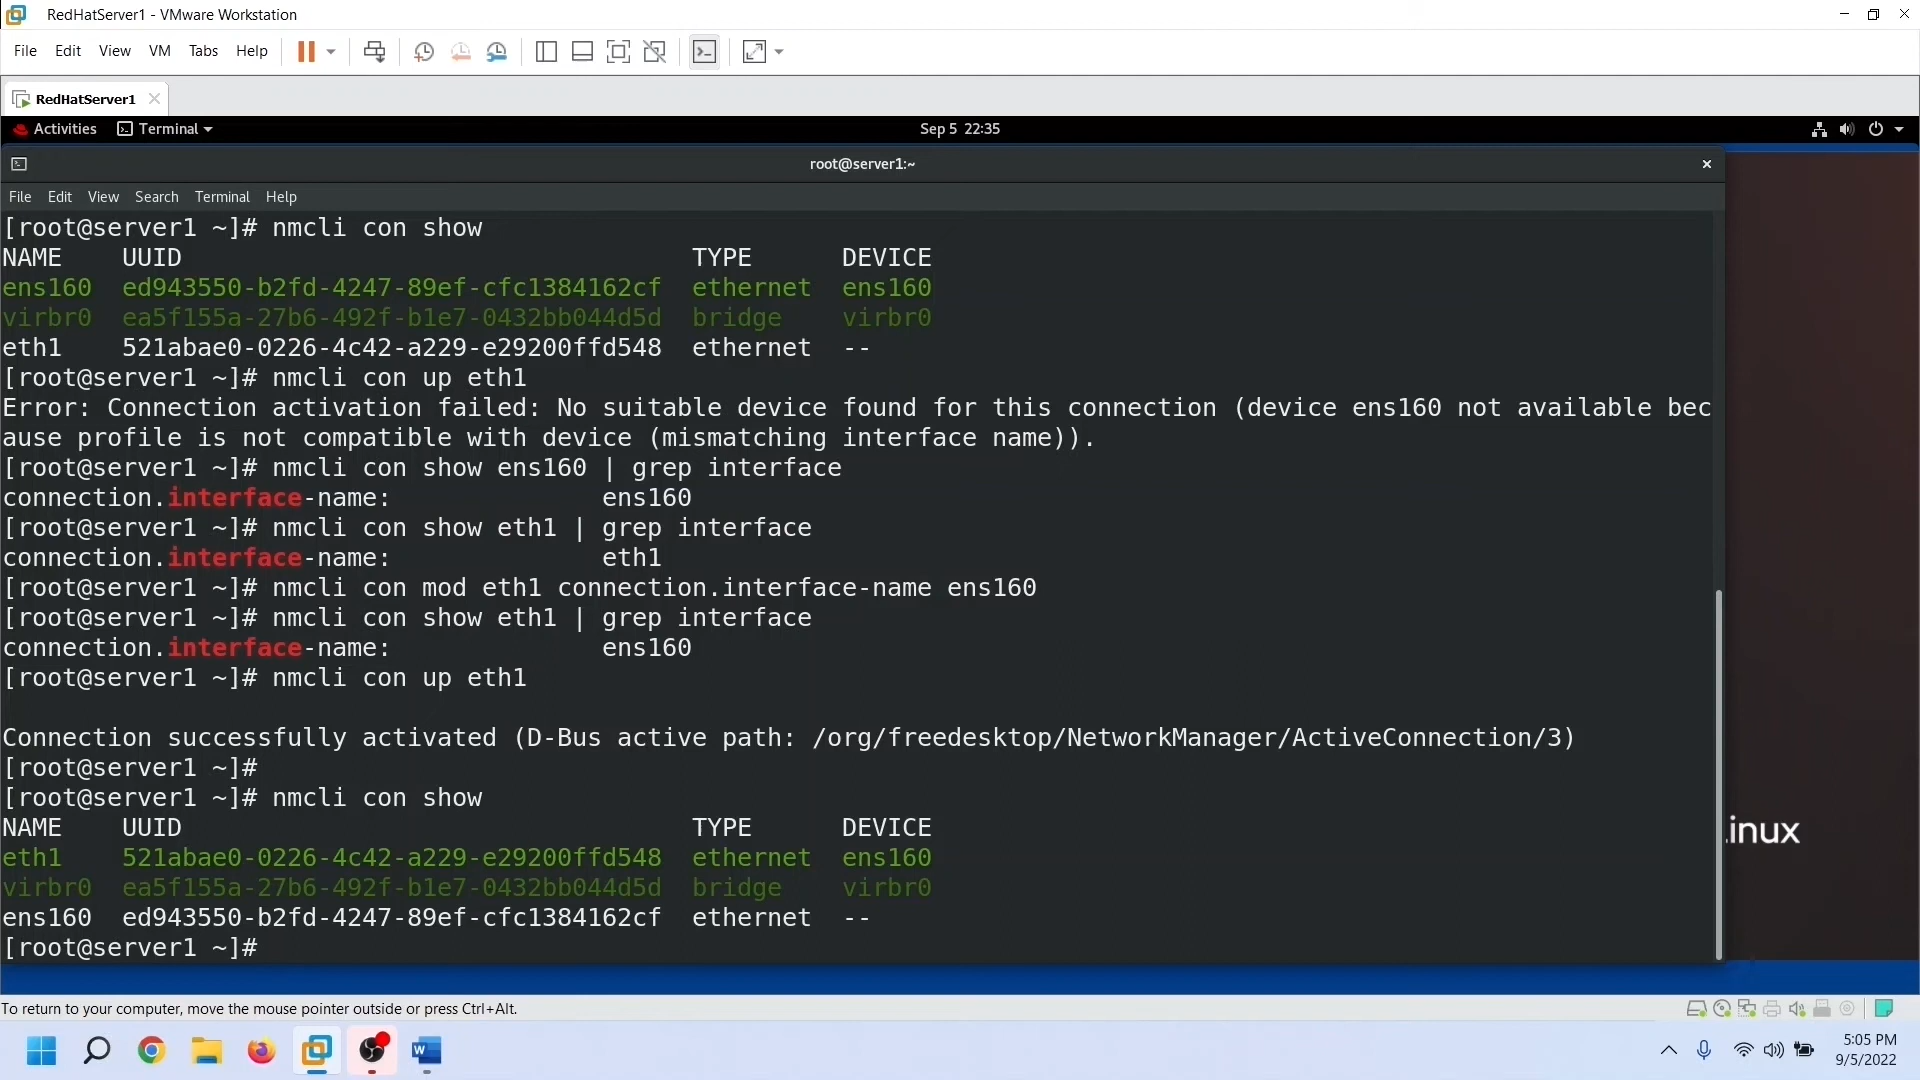 RedHatServer1 - VMware Workstation
File Edit View VM Tabs Help
RedHatServer1
Activities Terminal Sep 5 22:35
root@server1:~
File Edit View Search Terminal Help
[root@server1 ~]# nmcli con show
NAME UUID TYPE DEVICE
ens160 ed943550-b2fd-4247-89ef-cfc1384162cf ethernet ens160
virbr0 ea5f155a-27b6-492f-b1e7-0432bb044d5d bridge virbr0
eth1 521abae0-0226-4c42-a229-e29200ffd548 ethernet --
[root@server1 ~]# nmcli con up eth1
Error: Connection activation failed: No suitable device found for this connection (device ens160 not available bec
ause profile is not compatible with device (mismatching interface name)).
[root@server1 ~]# nmcli con show ens160 | grep interface
connection.interface-name: ens160
[root@server1 ~]# nmcli con show eth1 | grep interface
connection.interface-name: eth1
[root@server1 ~]# nmcli con mod eth1 connection.interface-name ens160
[root@server1 ~]# nmcli con show eth1 | grep interface
connection.interface-name: ens160
[root@server1 ~]# nmcli con up eth1
Connection successfully activated (D-Bus active path: /org/freedesktop/NetworkManager/ActiveConnection/3)
[root@server1 ~]#
[root@server1 ~]# nmcli con show
NAME UUID TYPE DEVICE
eth1 521abae0-0226-4c42-a229-e29200ffd548 ethernet ens160
virbr0 ea5f155a-27b6-492f-b1e7-0432bb044d5d bridge virbr0
ens160 ed943550-b2fd-4247-89ef-cfc1384162cf ethernet --
[root@server1 ~]#
inux
To return to your computer, move the mouse pointer outside or press Ctrl+Alt.
W
5:05 PM
9/5/2022